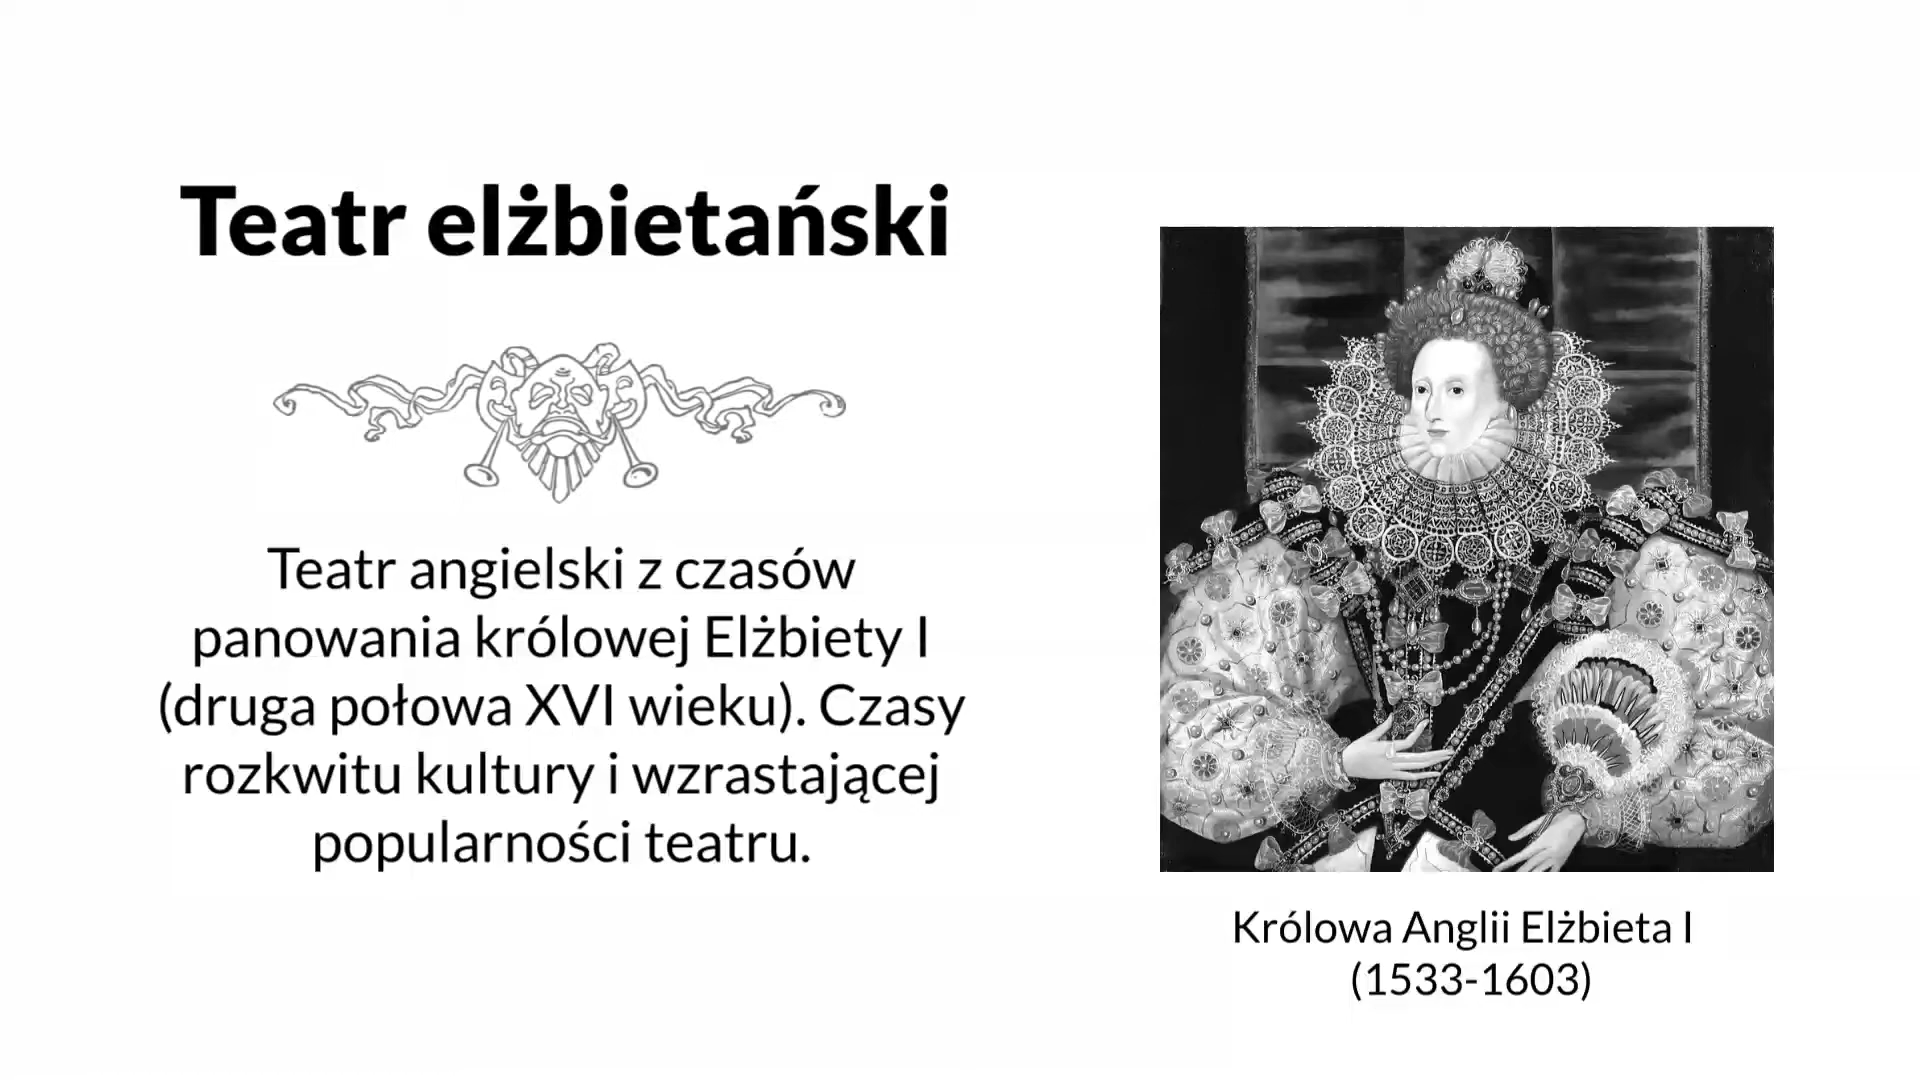 Teatr elżbietański
Teatr angielski z czasów
panowania królowej Elżbiety I
(druga połowa XVI wieku). Czasy
rozkwitu kultury i wzrastającej
popularności teatru.
Królowa Anglii Elżbieta I
(1533-1603)